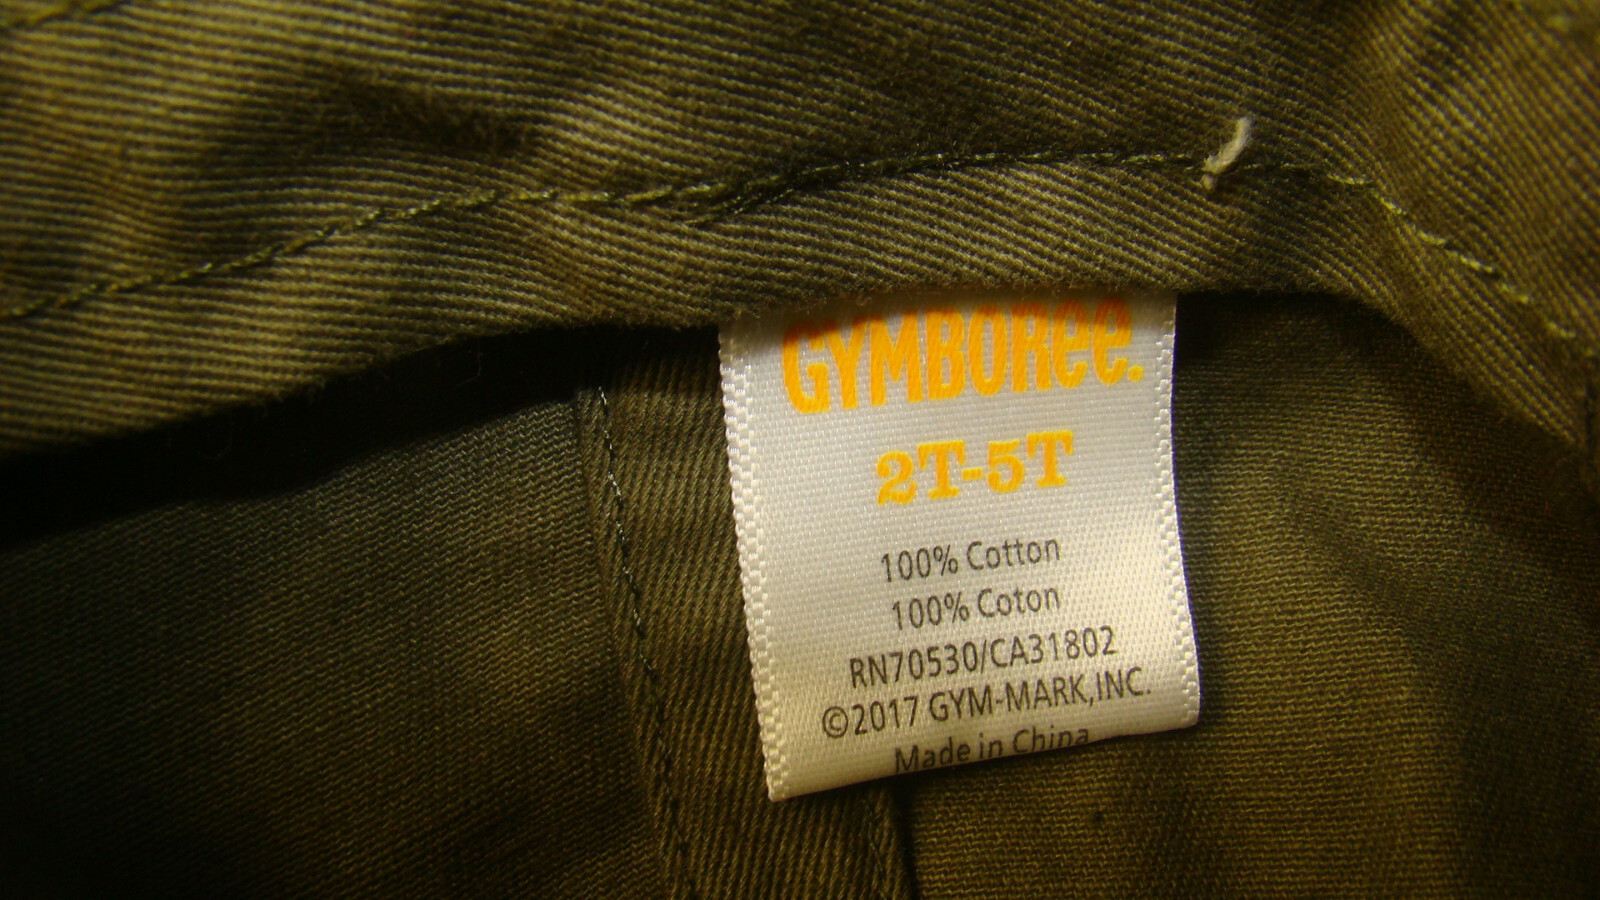 GYMBOREE.
2T-5T
100% Cotton
100% Coton
RN70530/CA31802
©2017 GYM-MARK,INC.
Made in China